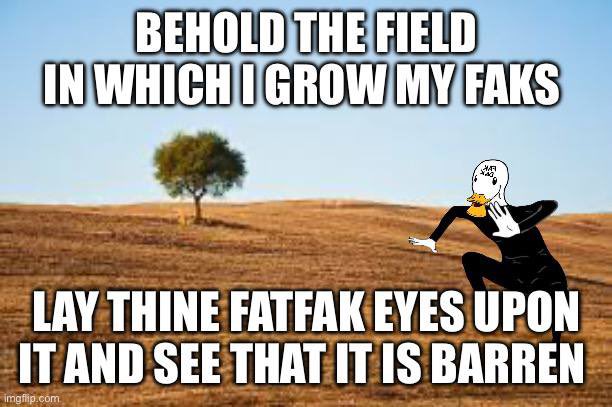 BEHOLD THE FIELD
IN WHICH I GROW MY FAKS
LAY THINE FATFAK EYES UPON
IT AND SEE THAT IT IS BARREN
imgflip.com